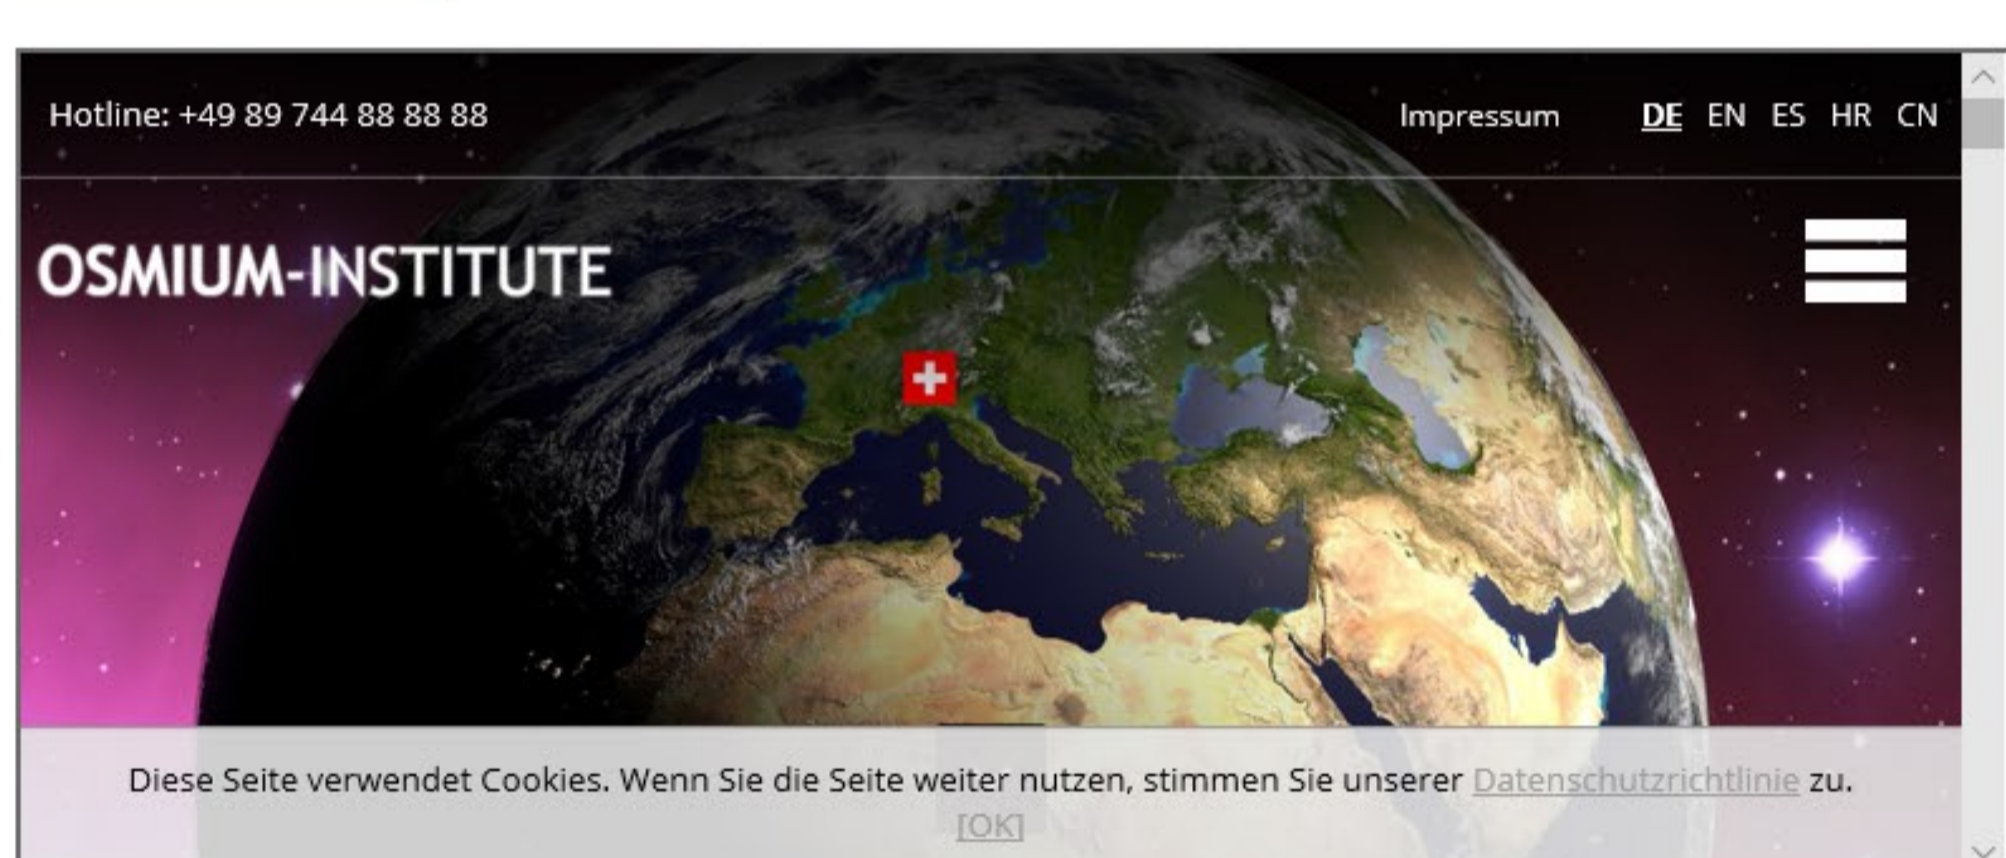 Hotline: +49 89 744 88 88 88
Impressum DE EN ES HR CN
OSMIUM-INSTITUTE
Diese Seite verwendet Cookies. Wenn Sie die Seite weiter nutzen, stimmen Sie unserer Datenschutzrichtlinie zu.
[OK]